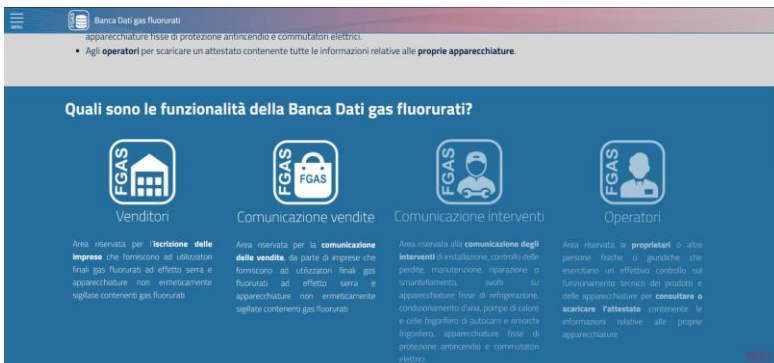 MENU
Banca Dati gas fluorurati
apparecchiature fisse di protezione antincendio e commutatori elettrici.
• Agli operatori per scaricare un attestato contenente tutte le informazioni relative alle proprie apparecchiature.
Quali sono le funzionalità della Banca Dati gas fluorurati?
FGAS
Venditori
Area riservata per l'iscrizione delle
imprese che forniscono ad utilizzatori
finali gas fluorurati ad effetto serra e
apparecchiature non ermeticamente
sigillate contenenti gas fluorurati
FGAS
FGAS
Comunicazione vendite
Area riservata per la comunicazione
delle vendite, da parte di imprese che
forniscono ad utilizzatori finali gas
fluorurati ad effetto serra e
apparecchiature non ermeticamente
sigillate contenenti gas fluorurati
FGAS
Comunicazione interventi
Area riservata alla comunicazione degli
interventi di installazione, controllo delle
perdite, manutenzione, riparazione o
smantellamento, svolti su
apparecchiature fisse di refrigerazione,
condizionamento d'aria, pompe di calore
e celle frigorifero di autocarri e rimorchi
frigorifero, apparecchiature fisse di
protezione antincendio e commutatori
elettrici
FGAS
Operatori
Area riservata ai proprietari o altre
persone fisiche o giuridiche che
esercitano un effettivo controllo sul
funzionamento tecnico dei prodotti e
delle apparecchiature per consultare o
scaricare l'attestato contenente le
informazioni relative alle proprie
apparecchiature